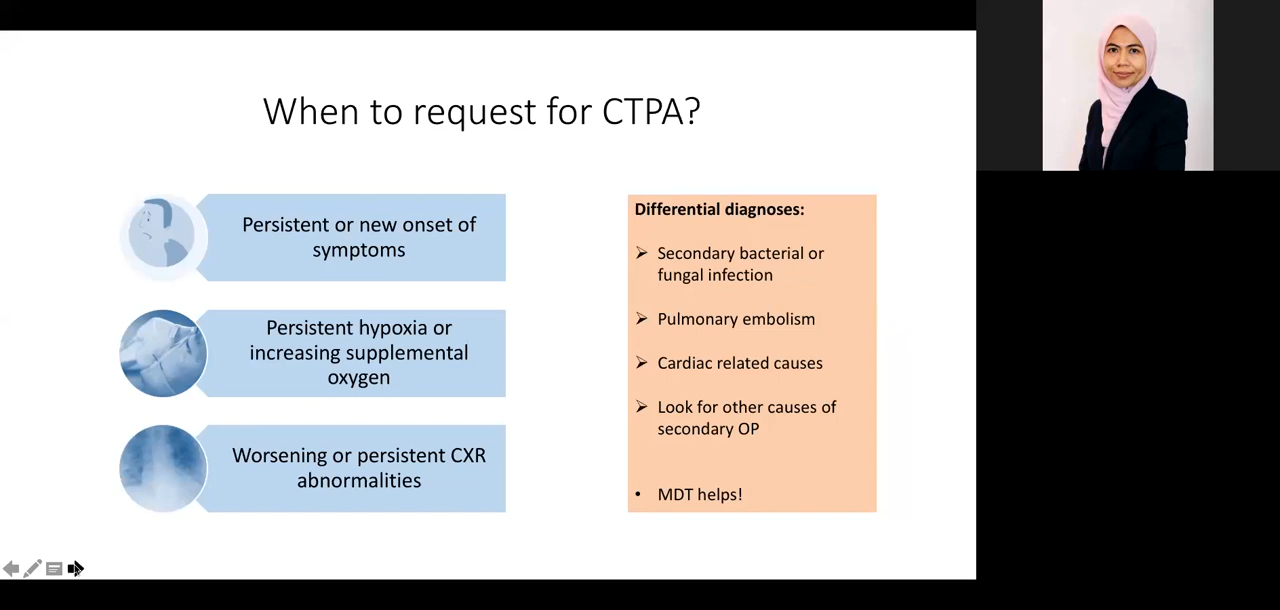 When to request for CTPA?
Persistent or new onset of
symptoms
Persistent hypoxia or
increasing supplemental
oxygen
Worsening or persistent CXR
abnormalities
Differential diagnoses:
➢ Secondary bacterial or
fungal infection
➢ Pulmonary embolism
➢ Cardiac related causes
➢ Look for other causes of
secondary OP
• MDT helps!